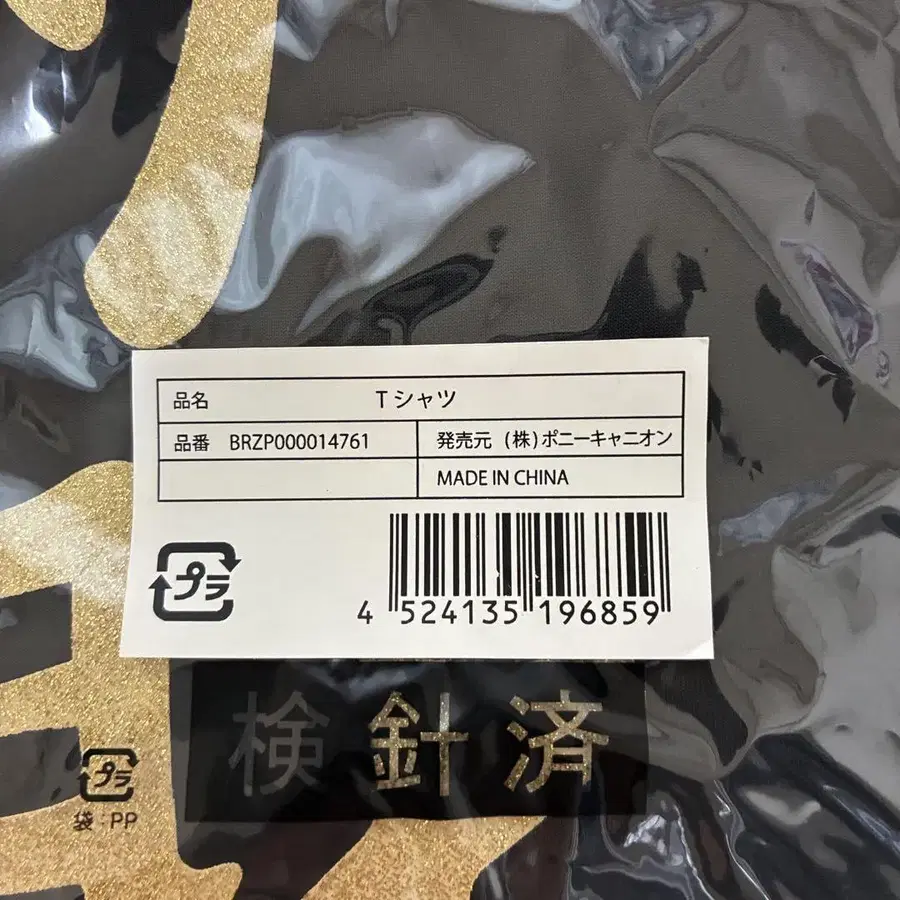 品名 Tシャツ
品番 BRZP000014761 発売元 (株)ポニーキャニオン
MADE IN CHINA
プラ
4 524135 196859
検針済
プラ
袋:PP